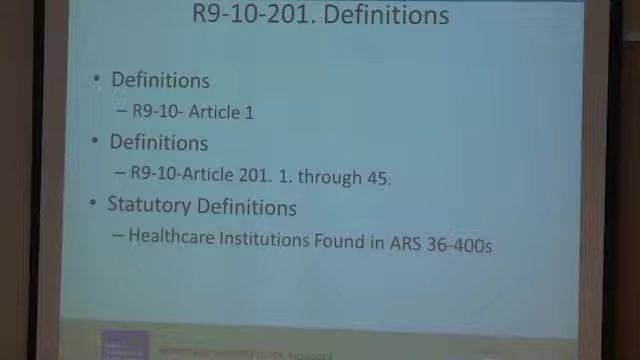 R9-10-201. Definitions
• Definitions
– R9-10- Article 1
• Definitions
– R9-10-Article 201. 1. through 45.
• Statutory Definitions
– Healthcare Institutions Found in ARS 36-400s